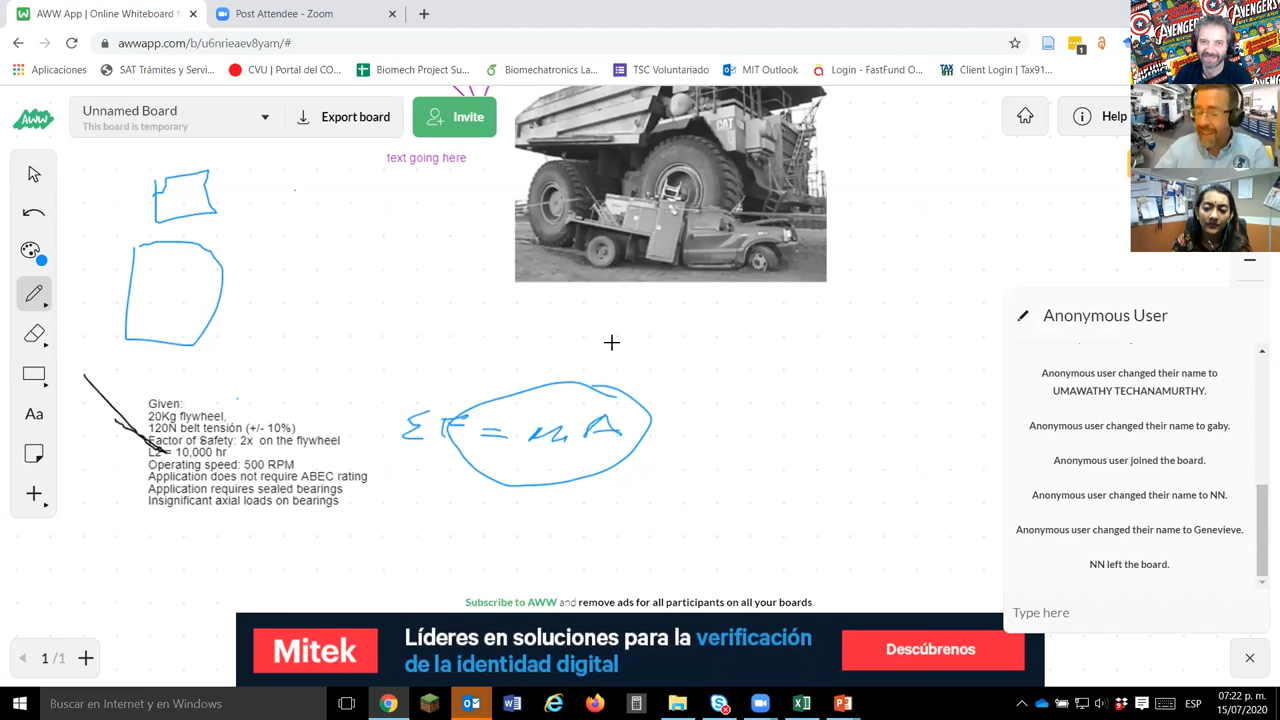 AWW App | Online Whiteboard f
Post Attendee - Zoom
awwapp.com/b/u6nrieaev8yam/#
1
Aplicaciones
SAT Trámites y Servi...
CVU | Portal del CO...
Biomech Project Su...
Biomechatronics La...
TSC Voluntariado
MIT Outlook
Login - FastFund O...
TAX
Client Login | Tax91...
AVENGERS
AWW
Unnamed Board
This board is temporary
Export board
Invite
Help
CAT
text going here
Anonymous User
Anonymous user changed their name to
UMAWATHY TECHANAMURTHY.
Anonymous user changed their name to gaby.
Anonymous user joined the board.
Anonymous user changed their name to NN.
Anonymous user changed their name to Genevieve.
NN left the board.
Type here
Aa
Given:
20Kg flywheel,
120N belt tensión (+/- 10%)
Factor of Safety: 2x on the flywheel
L2 = 10,000 hr
Operating speed: 500 RPM
Application does not require ABEC rating
Application requires sealed bearings
Insignificant axial loads on bearings
Σ F = m A
Subscribe to AWW and remove ads for all participants on all your boards.
Mitek
Líderes en soluciones para la verificación
de la identidad digital
Descúbrenos
1 /1
Buscar en Internet y en Windows
ESP
07:22 p. m.
15/07/2020